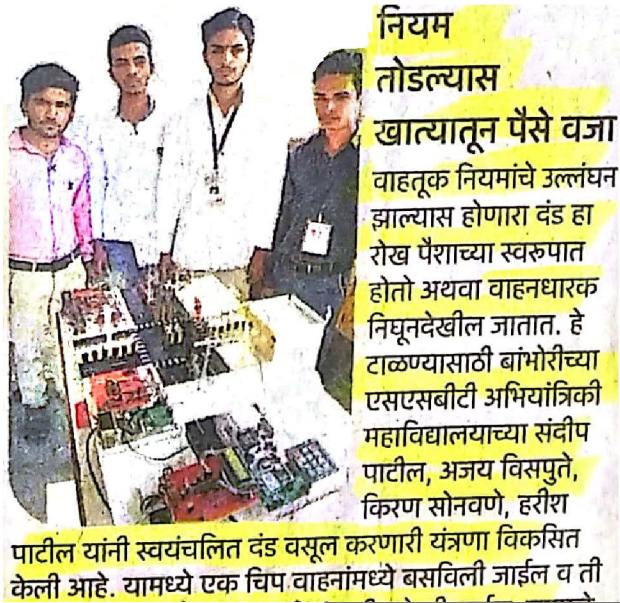 नियम
तोडल्यास
खात्यातून पैसे वजा
वाहतूक नियमांचे उल्लंघन
झाल्यास होणारा दंड हा
रोख पैशाच्या स्वरूपात
होतो अथवा वाहनधारक
निघूनदेखील जातात. हे
टाळण्यासाठी बांभोरीच्या
एसएसबीटी अभियांत्रिकी
महाविद्यालयाच्या संदीप
पाटील, अजय विसपुते,
किरण सोनवणे, हरीश
पाटील यांनी स्वयंचलित दंड वसूल करणारी यंत्रणा विकसित
केली आहे. यामध्ये एक चिप वाहनांमध्ये बसविली जाईल व ती